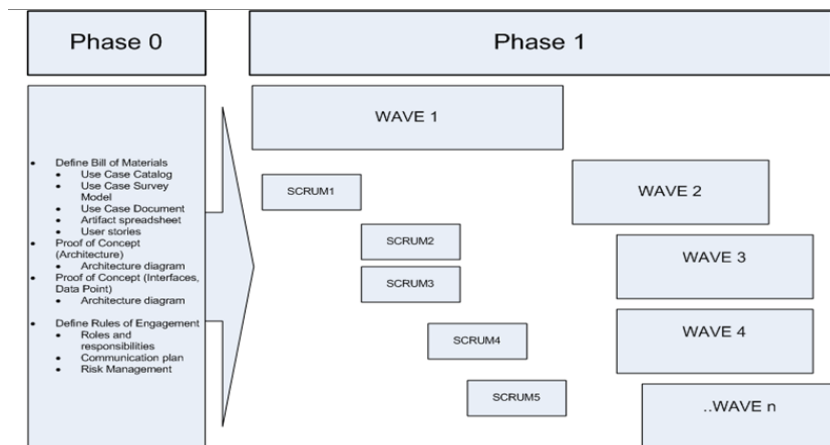 Phase 0
Phase 1
• Define Bill of Materials
• Use Case Catalog
• Use Case Survey
Model
• Use Case Document
• Artifact spreadsheet
• User stories
• Proof of Concept
(Architecture)
• Architecture diagram
• Proof of Concept (Interfaces,
Data Point)
• Architecture diagram
• Define Rules of Engagement
• Roles and
responsibilities
• Communication plan
• Risk Management
WAVE 1
SCRUM1
SCRUM2
SCRUM3
SCRUM4
SCRUM5
WAVE 2
WAVE 3
WAVE 4
..WAVE n